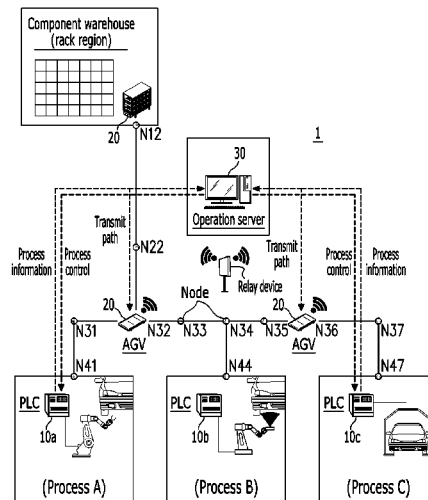 Component warehouse
(rack region)
20
N12
1
30
Operation server
Process
information
Process
control
Transmit
path
N22
Relay device
Transmit
path
Process
control
Process
information
Node
20
20
N31
N32
N33
N34
N35
N36
N37
AGV
AGV
N41
N44
N47
PLC
PLC
PLC
10a
10b
10c
(Process A)
(Process B)
(Process C)